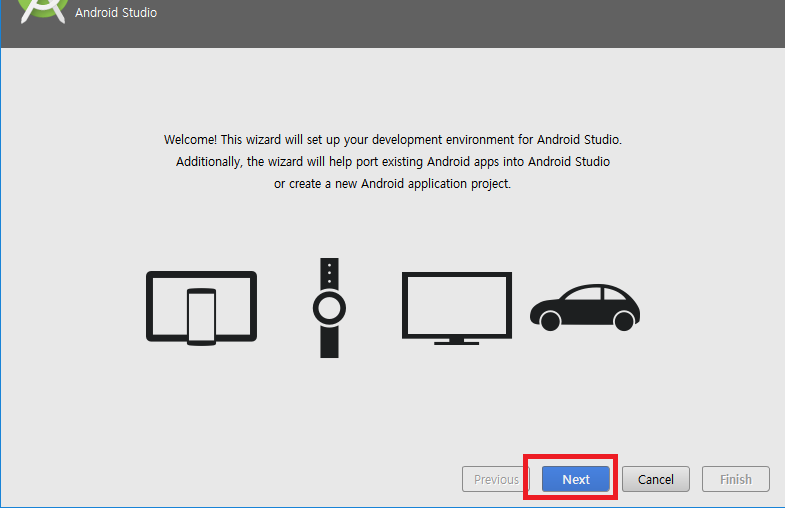 Android Studio
Welcome! This wizard will set up your development environment for Android Studio.
Additionally, the wizard will help port existing Android apps into Android Studio
or create a new Android application project.
Previous Next Cancel Finish